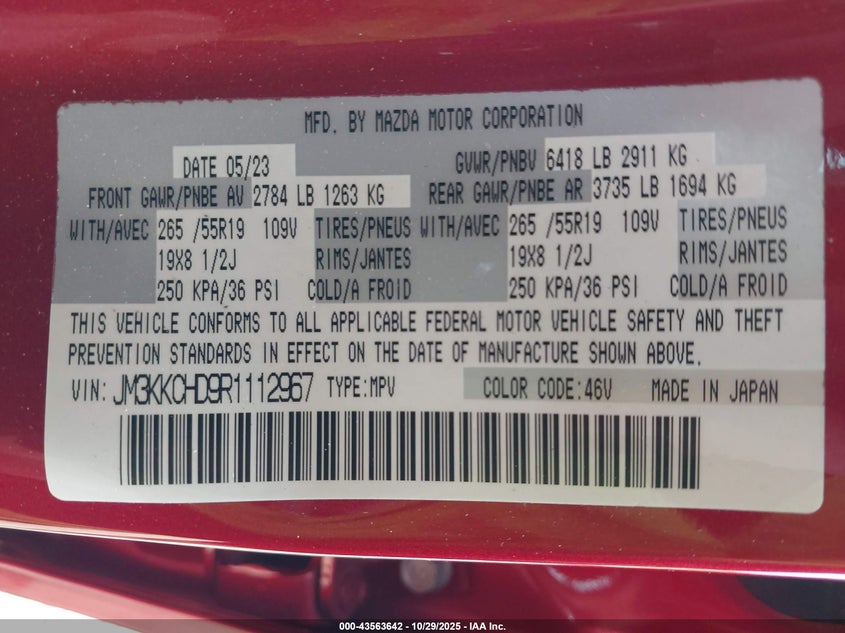 MFD. BY MAZDA MOTOR CORPORATION
DATE 05/23 GVWR/PNBV 6418 LB 2911 KG
FRONT GAWR/PNBE AV 2784 LB 1263 KG REAR GAWR/PNBE AR 3735 LB 1694 KG
WITH/AVEC 265 /55R19 109V TIRES/PNEUS WITH/AVEC 265 /55R19 109V TIRES/PNEUS
19X8 1/2J RIMS/JANTES 19X8 1/2J RIMS/JANTES
250 KPA/36 PSI COLD/A FROID 250 KPA/36 PSI COLD/A FROID
THIS VEHICLE CONFORMS TO ALL APPLICABLE FEDERAL MOTOR VEHICLE SAFETY AND THEFT
PREVENTION STANDARDS IN EFFECT ON THE DATE OF MANUFACTURE SHOWN ABOVE.
VIN: JM3KKCHD9R1112967 TYPE:MPV COLOR CODE:46V MADE IN JAPAN
000-43563642 - 10/29/2025 - IAA Inc.